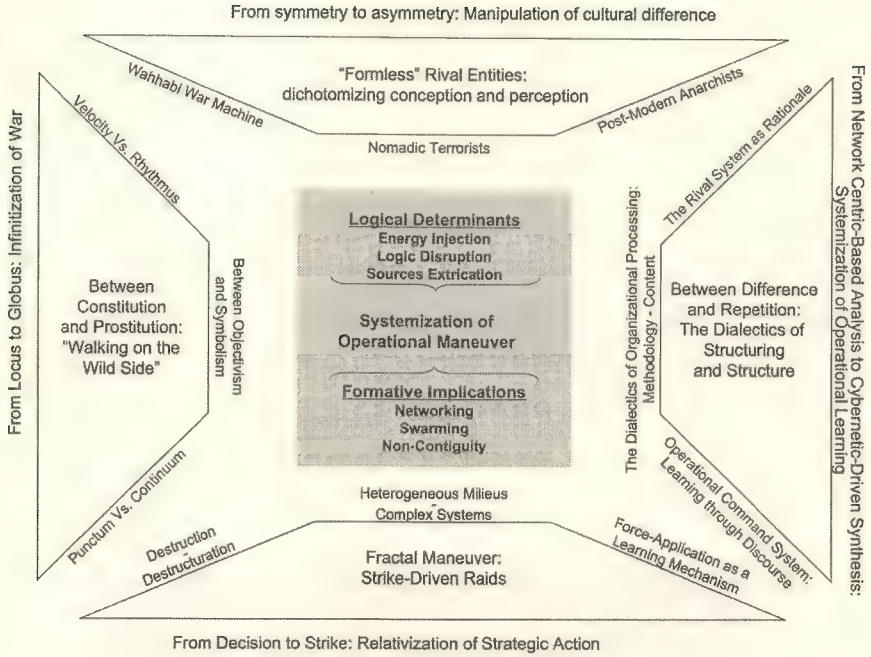 From symmetry to asymmetry: Manipulation of cultural difference
"Formless" Rival Entities:
dichotomizing conception and perception
Wahhabi War Machine
Post-Modern Anarchists
Nomadic Terrorists
From Locus to Globus: Infinitization of War
Velocity Vs. Rhythmus
Between
Constitution
and Prostitution:
"Walking on the
Wild Side"
Between Objectivism
and Symbolism
Punctum Vs. Continuum
Logical Determinants
Energy Injection
Logic Disruption
Sources Extrication
Systemization of
Operational Maneuver
Formative Implications
Networking
Swarming
Non-Contiguity
The Dialectics of Organizational Processing:
Methodology - Content
The Rival System as Rationale
Between Difference
and Repetition:
The Dialectics of
Structuring
and Structure
Operational Command System:
Learning through Discourse
From Network Centric-Based Analysis to Cybernetic-Driven Synthesis:
Systemization of Operational Learning
Heterogeneous Milieus
-
Complex Systems
Destruction
-
Destructuration
Fractal Maneuver:
Strike-Driven Raids
Force-Application as a
Learning Mechanism
From Decision to Strike: Relativization of Strategic Action